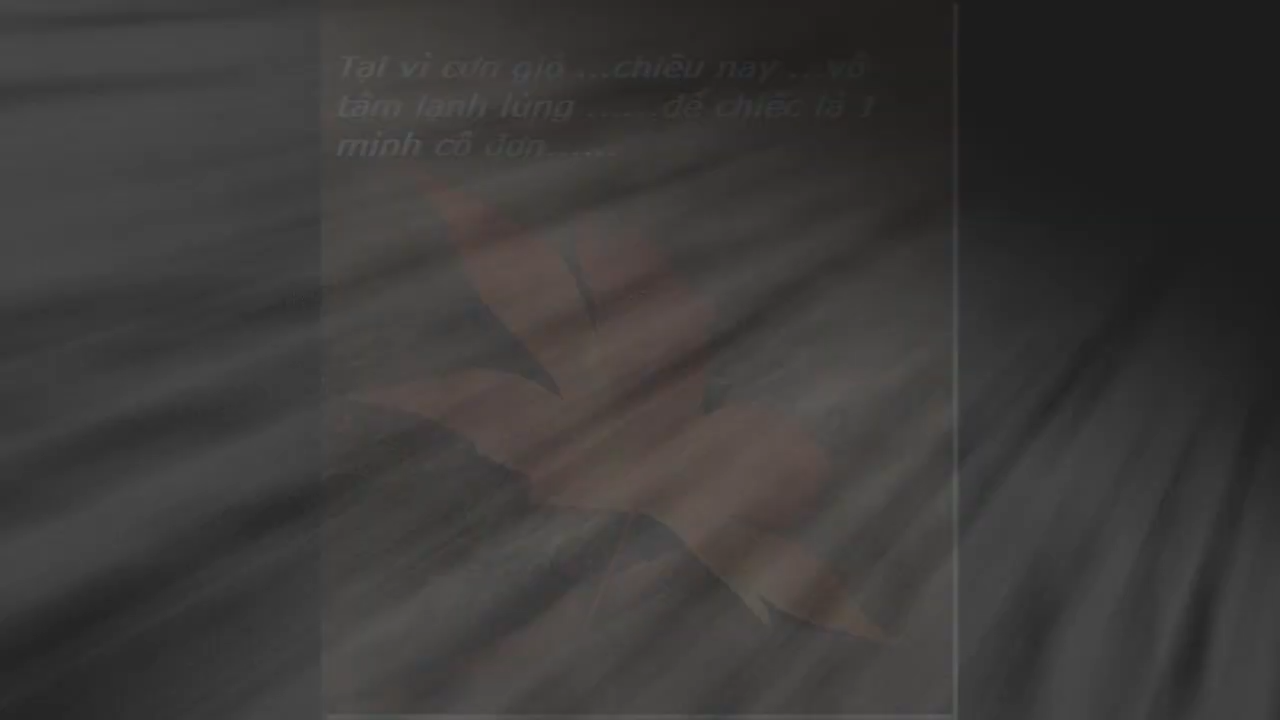 Tại vì cơn gió ...chiều nay ...vô
tâm lạnh lùng ......để chiếc lá 1
mình cô đơn ......